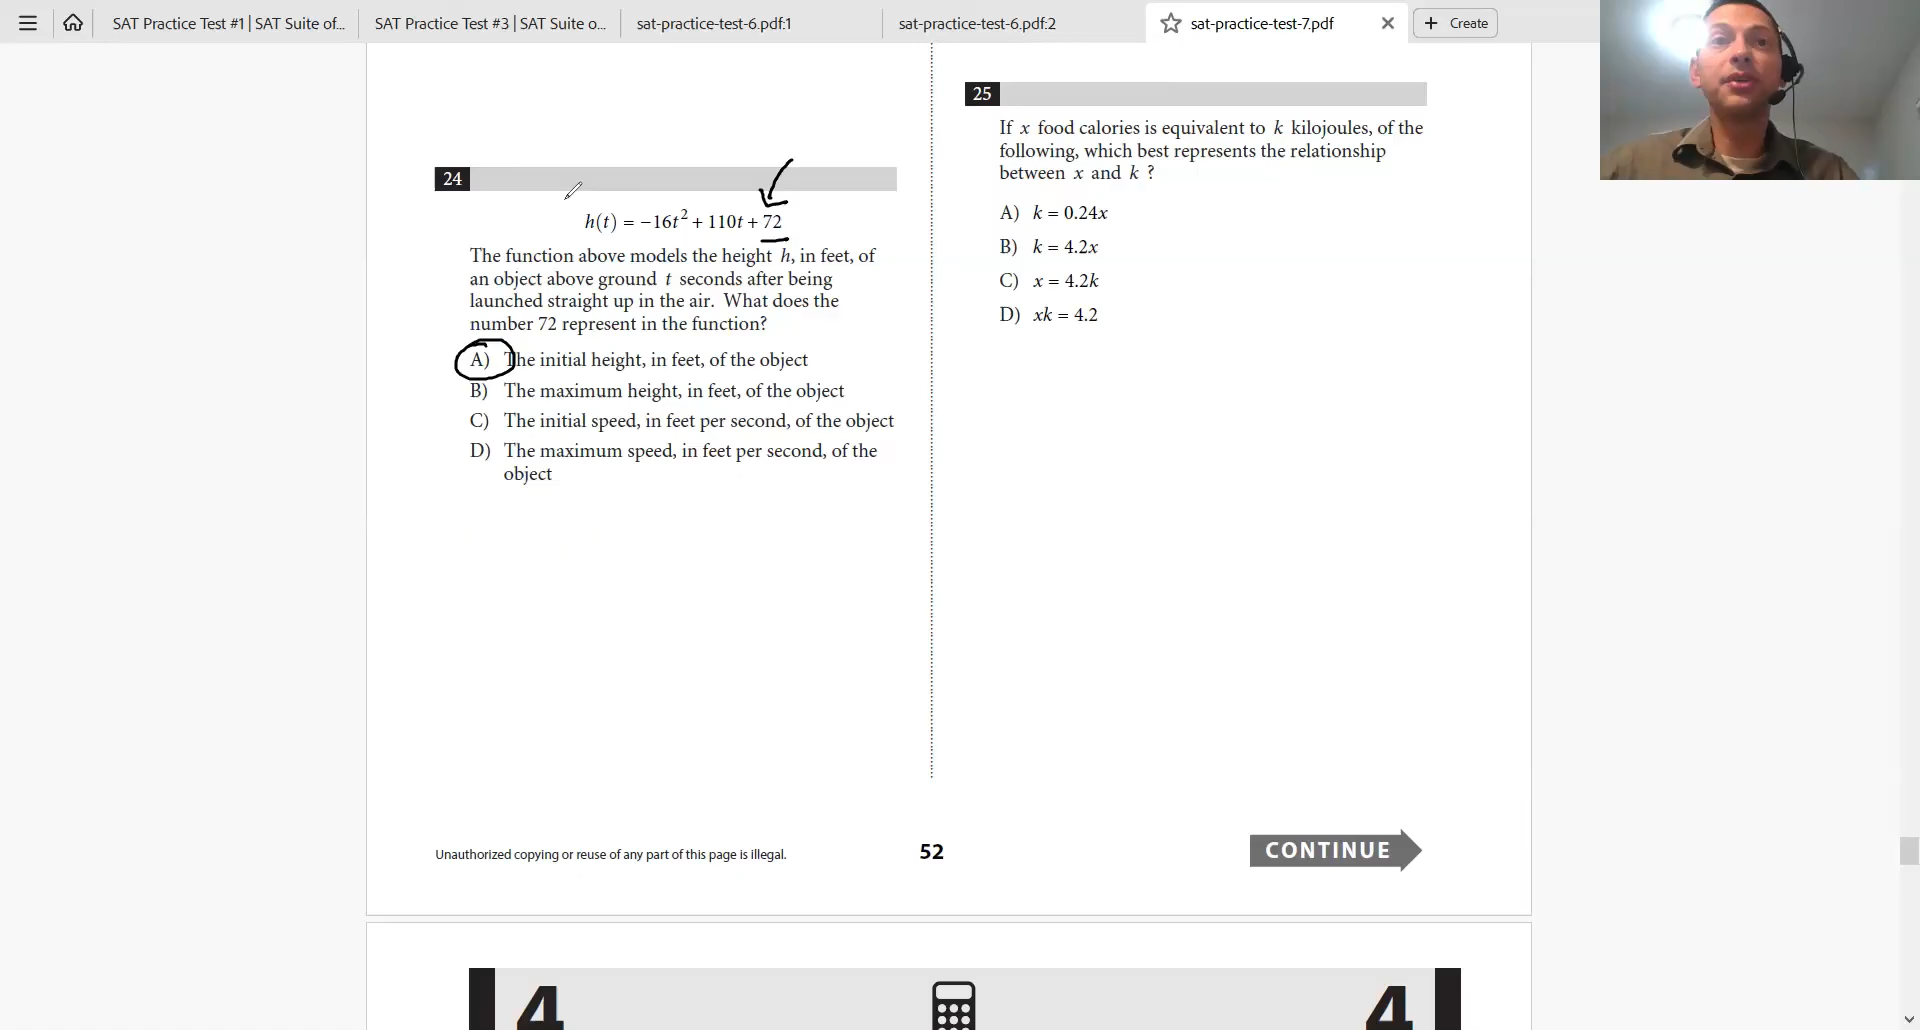 SAT Practice Test #1 | SAT Suite of...
SAT Practice Test #3 | SAT Suite o...
sat-practice-test-6.pdf:1
sat-practice-test-6.pdf:2
sat-practice-test-7.pdf
Create
24
h(t) = −16t² + 110t + 72
The function above models the height h, in feet, of
an object above ground t seconds after being
launched straight up in the air. What does the
number 72 represent in the function?
A) The initial height, in feet, of the object
B) The maximum height, in feet, of the object
C) The initial speed, in feet per second, of the object
D) The maximum speed, in feet per second, of the
object
25
If x food calories is equivalent to k kilojoules, of the
following, which best represents the relationship
between x and k ?
A) k = 0.24x
B) k = 4.2x
C) x = 4.2k
D) xk = 4.2
Unauthorized copying or reuse of any part of this page is illegal.
52
CONTINUE
4
4